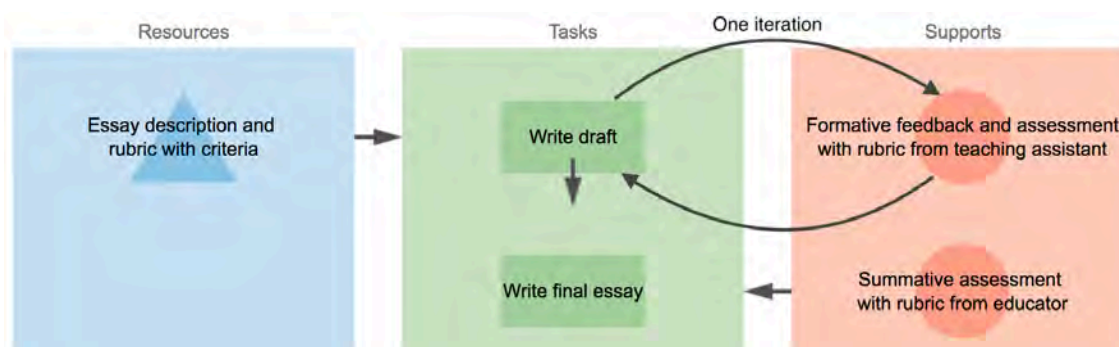 One iteration
Resources
Tasks
Supports
Essay description and
rubric with criteria
Write draft
Formative feedback and assessment
with rubric from teaching assistant
Write final essay
Summative assessment
with rubric from educator